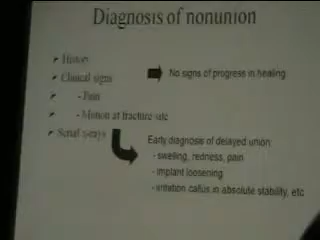 Diagnosis of nonunion
History
Clinical signs
No signs of progress in healing
- Pain
- Motion at fracture site
Serial x-rays
Early diagnosis of delayed union:
- swelling, redness, pain
- implant loosening
- irritation callus in absolute stability, etc